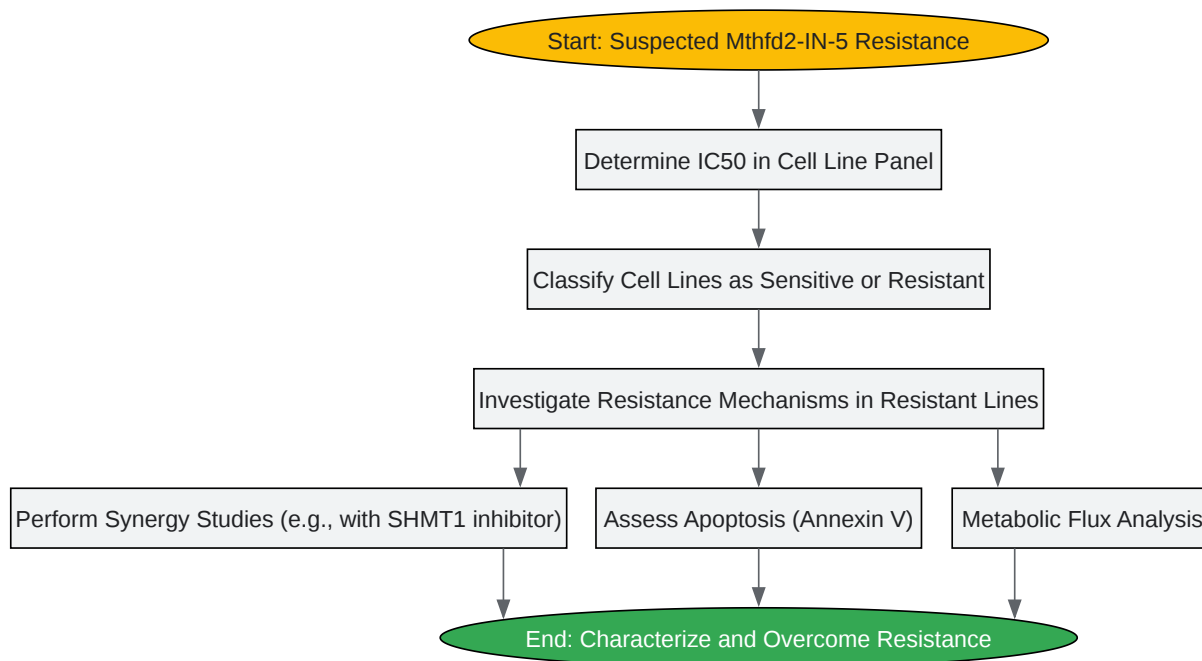 Start: Suspected Mthfd2-IN-5 Resistance
Determine IC50 in Cell Line Panel
Classify Cell Lines as Sensitive or Resistant
Investigate Resistance Mechanisms in Resistant Lines
Perform Synergy Studies (e.g., with SHMT1 inhibitor)
Assess Apoptosis (Annexin V)
Metabolic Flux Analysis
End: Characterize and Overcome Resistance